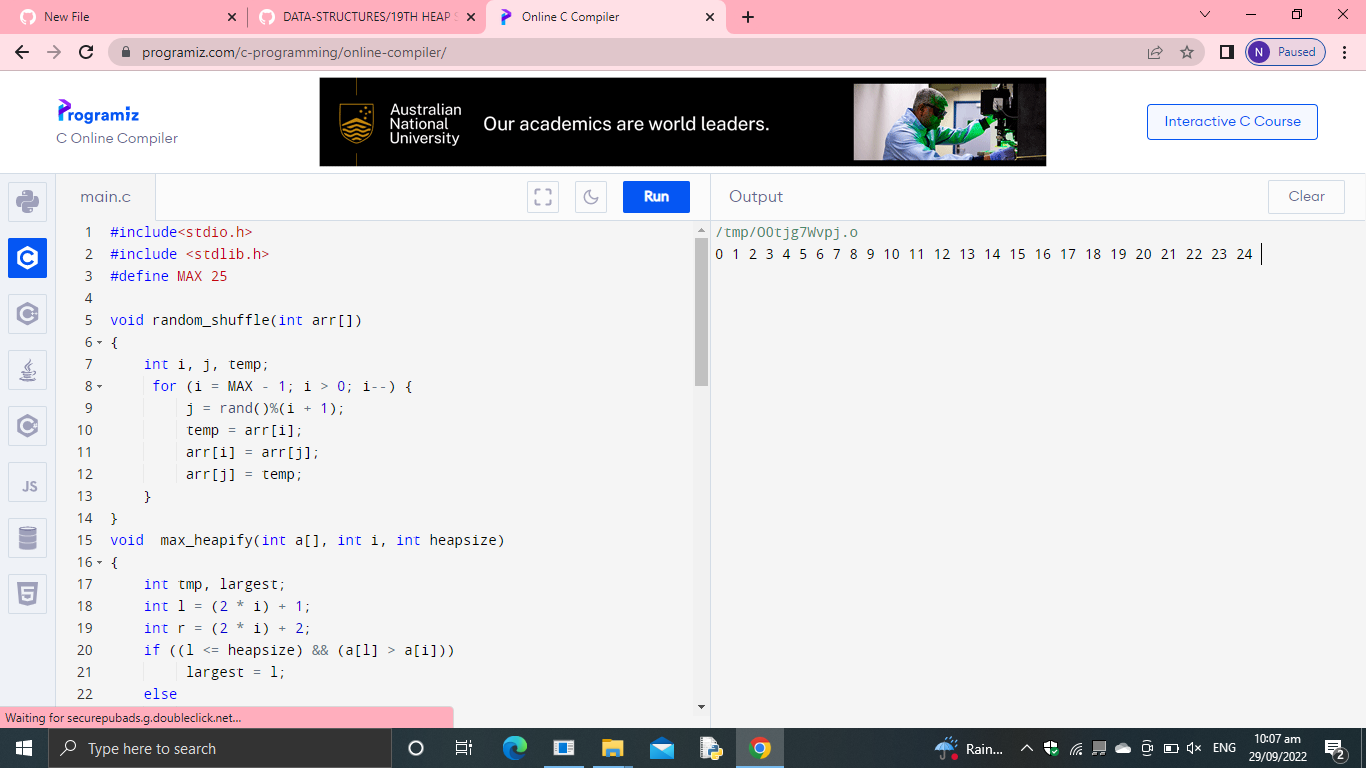 New File
DATA-STRUCTURES/19TH HEAP S
Online C Compiler
programiz.com/c-programming/online-compiler/
N Paused
Programiz
C Online Compiler
Australian
National
University
Our academics are world leaders.
Interactive C Course
main.c
Run
Output
Clear
1 #include<stdio.h>
2 #include <stdlib.h>
3 #define MAX 25
4
5 void random_shuffle(int arr[])
6 {
7 int i, j, temp;
8 for (i = MAX - 1; i > 0; i--) {
9 j = rand()%(i + 1);
10 temp = arr[i];
11 arr[i] = arr[j];
12 arr[j] = temp;
13 }
14 }
15 void  max_heapify(int a[], int i, int heapsize)
16 {
17 int tmp, largest;
18 int l = (2 * i) + 1;
19 int r = (2 * i) + 2;
20 if ((l <= heapsize) && (a[l] > a[i]))
21 largest = l;
22 else
/tmp/OOtjg7Wvpj.o
0 1 2 3 4 5 6 7 8 9 10 11 12 13 14 15 16 17 18 19 20 21 22 23 24
JS
Waiting for securepubads.g.doubleclick.net...
Type here to search
Rain...
ENG
10:07 am
29/09/2022
2